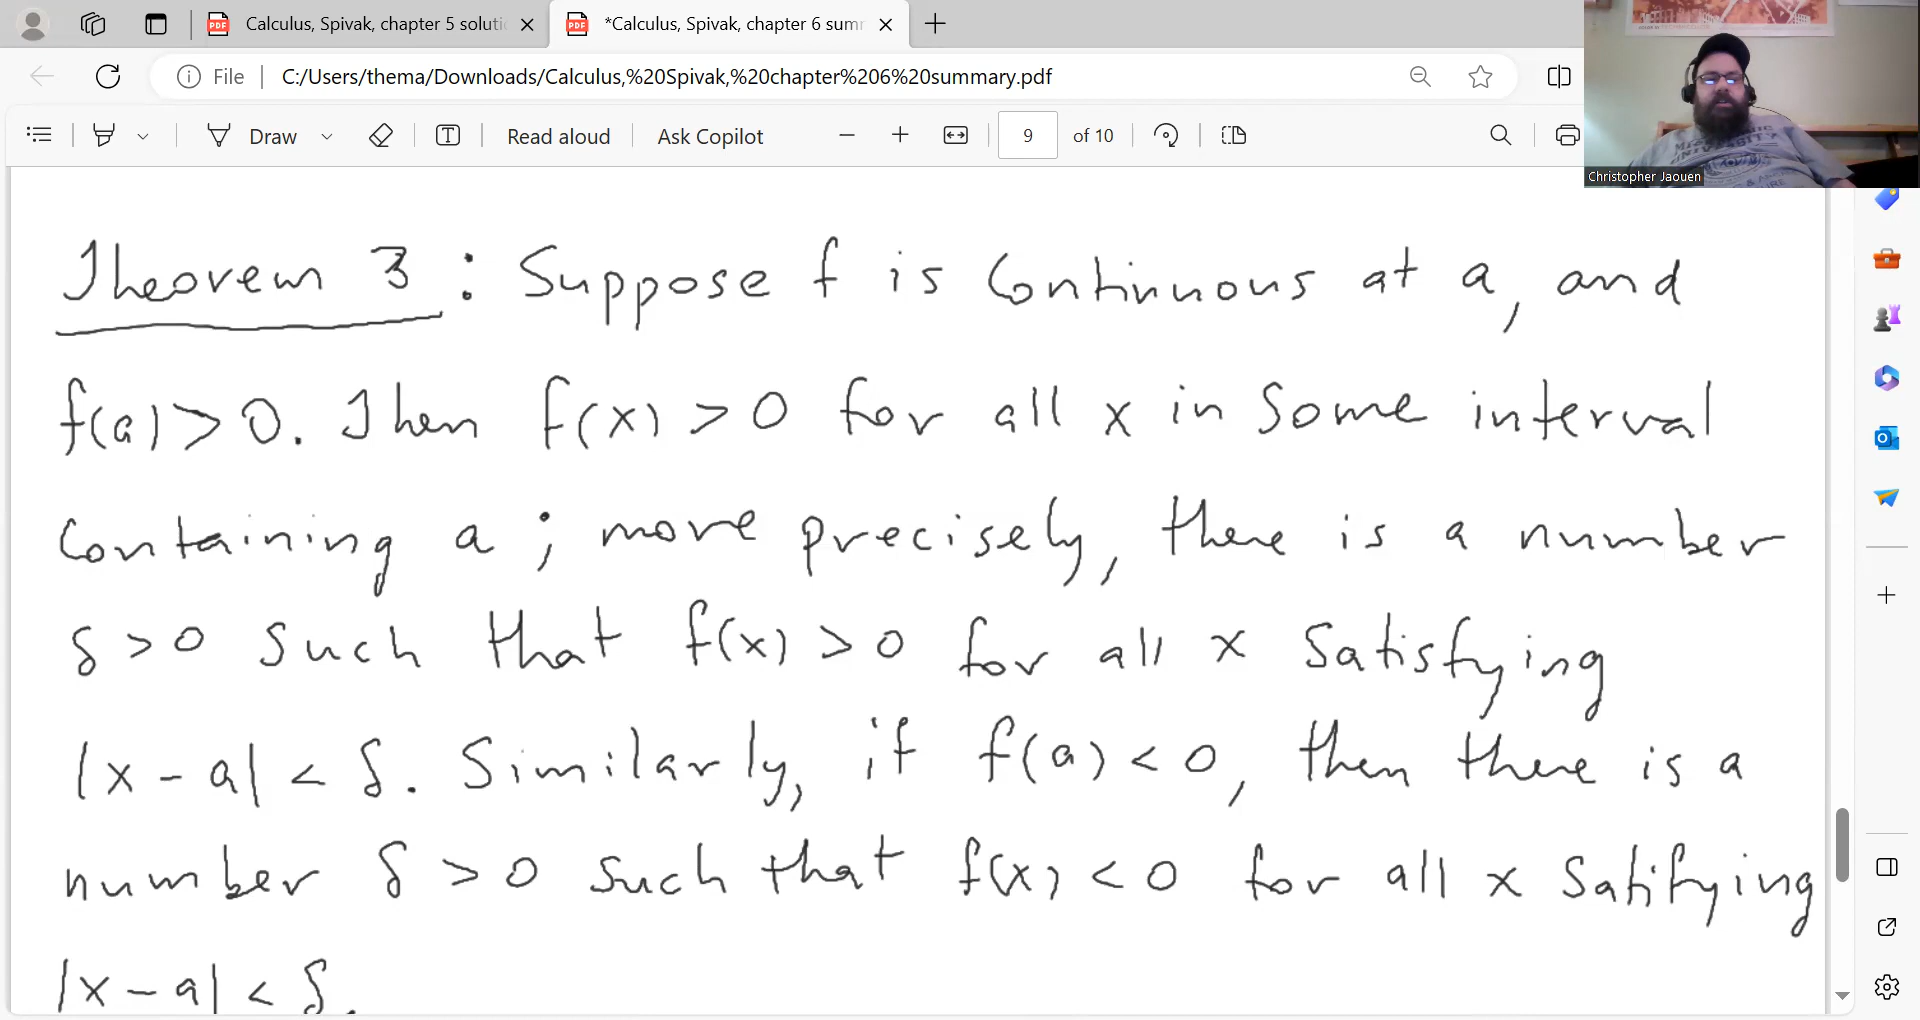 Calculus, Spivak, chapter 5 soluti
*Calculus, Spivak, chapter 6 sum
File
C:/Users/thema/Downloads/Calculus,%20Spivak,%20chapter%206%20summary.pdf
Draw
Read aloud
Ask Copilot
9 of 10
Christopher Jaouen
Theorem 3 : Suppose f is Continuous at a, and
f(a) > 0. Then f(x) > 0 for all x in Some interval
Containing a ; more precisely, there is a number
δ > 0 such that f(x) > 0 for all x Satisfying
|x - a| < δ. Similarly, if f(a) < 0, then there is a
number δ > 0 such that f(x) < 0 for all x Satifying
|x - a| < δ.